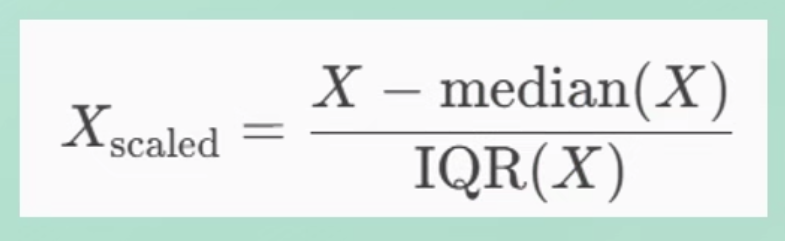 X_scaled = (X − median(X)) / IQR(X)